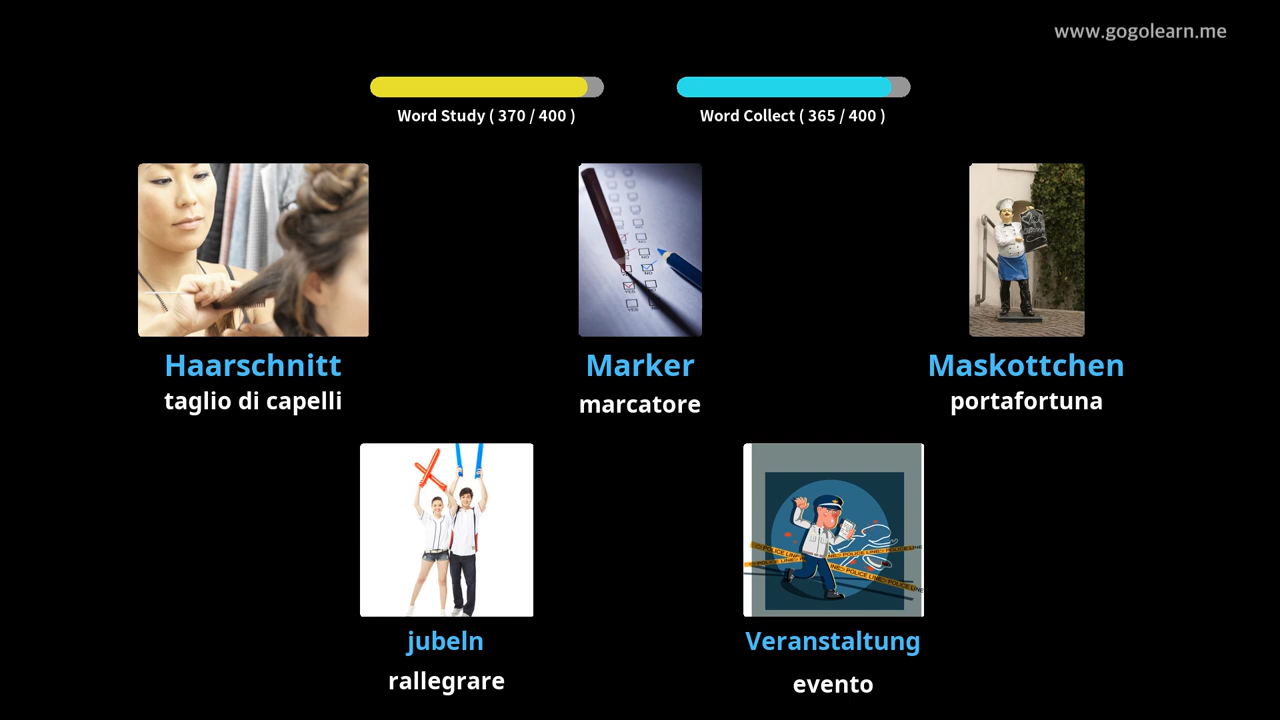 www.gogolearn.me
Word Study ( 370 / 400 )
Word Collect ( 365 / 400 )
Haarschnitt
taglio di capelli
Marker
marcatore
Maskottchen
portafortuna
jubeln
rallegrare
Veranstaltung
evento